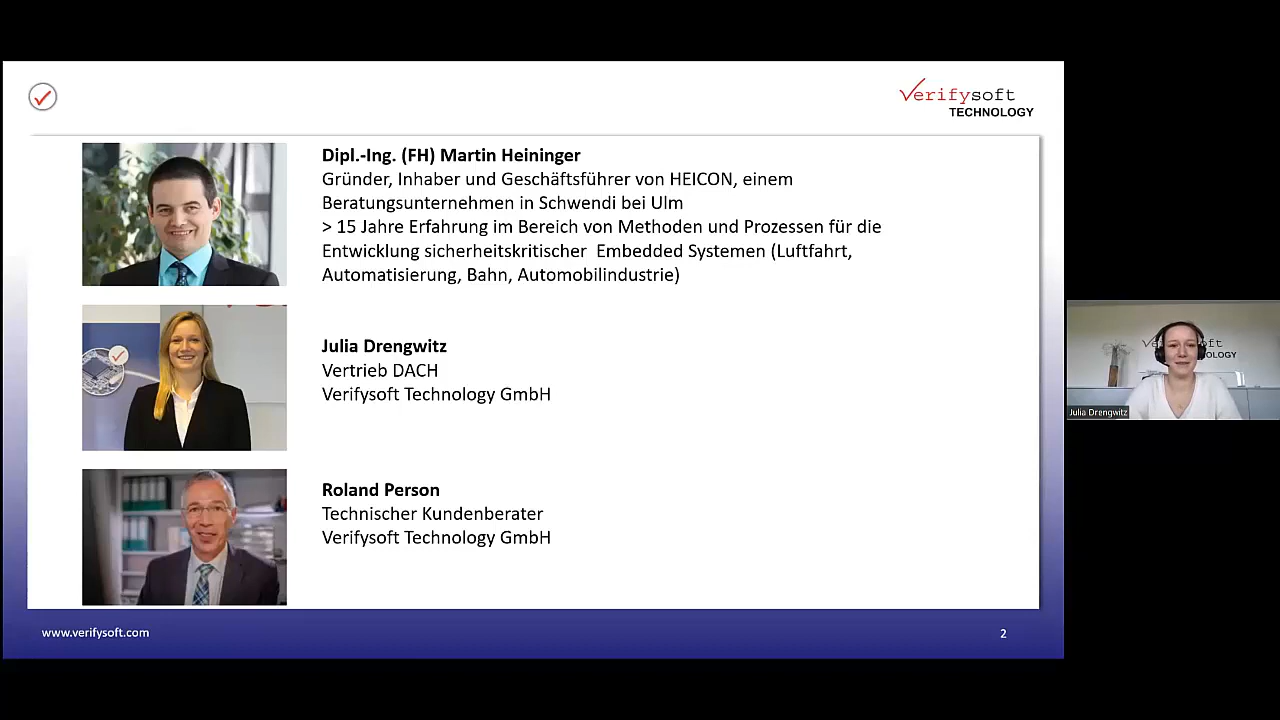 Verifysoft
TECHNOLOGY
Dipl.-Ing. (FH) Martin Heininger
Gründer, Inhaber und Geschäftsführer von HEICON, einem
Beratungsunternehmen in Schwendi bei Ulm
> 15 Jahre Erfahrung im Bereich von Methoden und Prozessen für die
Entwicklung sicherheitskritischer  Embedded Systemen (Luftfahrt,
Automatisierung, Bahn, Automobilindustrie)
Julia Drengwitz
Vertrieb DACH
Verifysoft Technology GmbH
Roland Person
Technischer Kundenberater
Verifysoft Technology GmbH
www.verifysoft.com
2
Julia Drengwitz